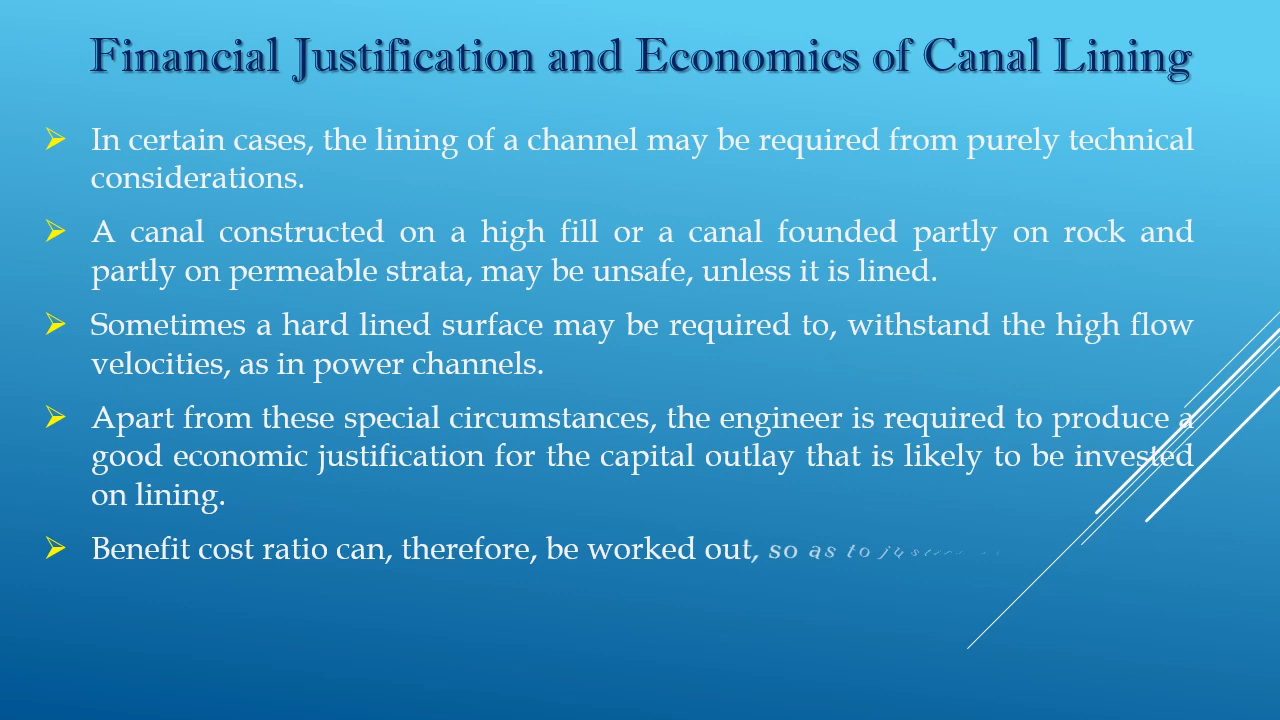 Financial Justification and Economics of Canal Lining
In certain cases, the lining of a channel may be required from purely technical
considerations.
A canal constructed on a high fill or a canal founded partly on rock and
partly on permeable strata, may be unsafe, unless it is lined.
Sometimes a hard lined surface may be required to, withstand the high flow
velocities, as in power channels.
Apart from these special circumstances, the engineer is required to produce a
good economic justification for the capital outlay that is likely to be invested
on lining.
Benefit cost ratio can, therefore, be worked out, so as to